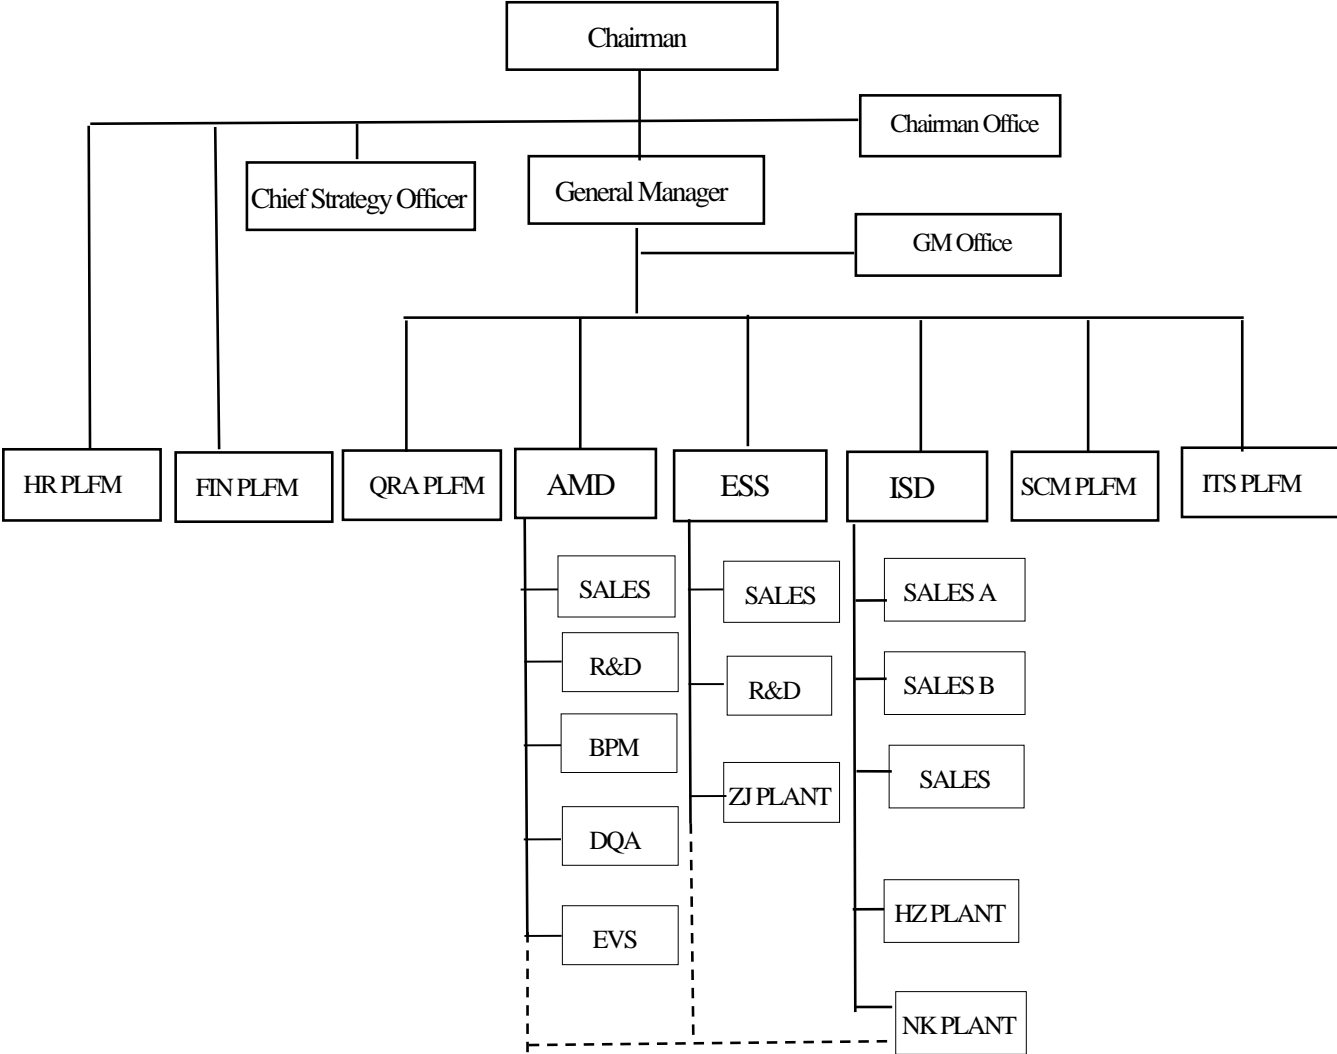 Chairman
Chairman Office
Chief Strategy Officer
General Manager
GM Office
HR PLFM
FIN PLFM
QRA PLFM
AMD
ESS
ISD
SCM PLFM
ITS PLFM
SALES
R&D
BPM
DQA
EVS
SALES
R&D
ZJ PLANT
SALES A
SALES B
SALES
HZ PLANT
NK PLANT